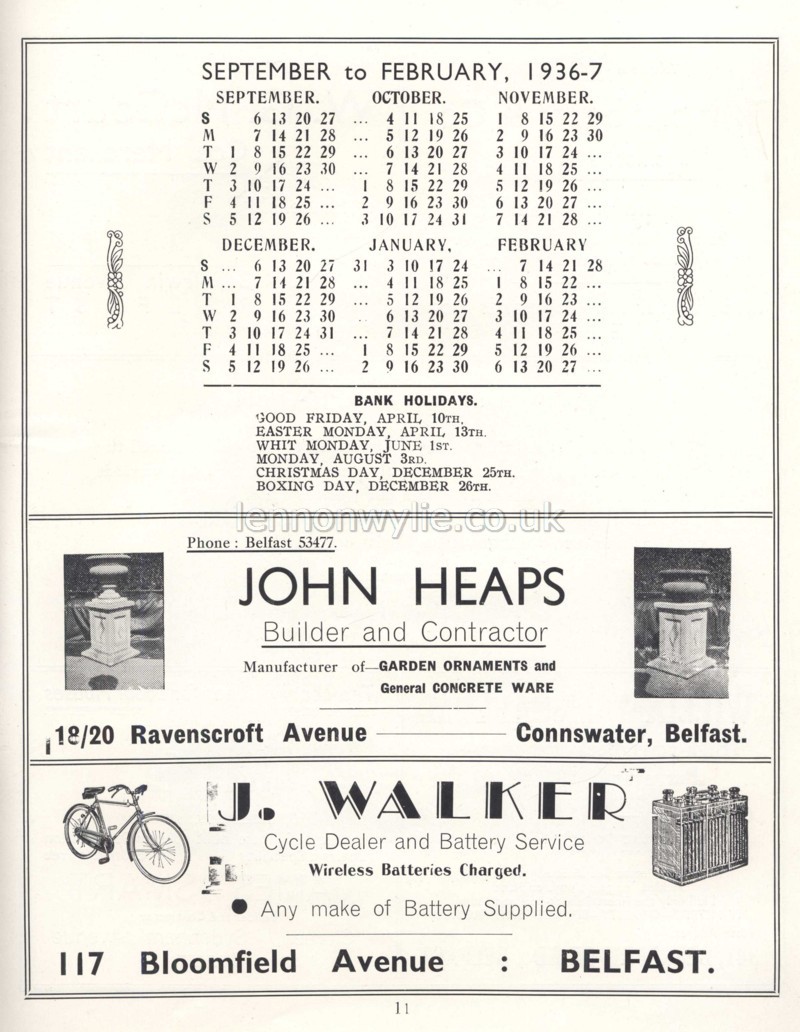 SEPTEMBER to FEBRUARY, 1936-7
SEPTEMBER. OCTOBER. NOVEMBER.
S 6 13 20 27 ... 4 11 18 25 1 8 15 22 29
M 7 14 21 28 ... 5 12 19 26 2 9 16 23 30
T 1 8 15 22 29 ... 6 13 20 27 3 10 17 24 ...
W 2 9 16 23 30 ... 7 14 21 28 4 11 18 25 ...
T 3 10 17 24 ... 1 8 15 22 29 5 12 19 26 ...
F 4 11 18 25 ... 2 9 16 23 30 6 13 20 27 ...
S 5 12 19 26 ... 3 10 17 24 31 7 14 21 28 ...
DECEMBER. JANUARY. FEBRUARY
S ... 6 13 20 27 31 3 10 17 24 ... 7 14 21 28
M ... 7 14 21 28 ... 4 11 18 25 1 8 15 22 ...
T 1 8 15 22 29 ... 5 12 19 26 2 9 16 23 ...
W 2 9 16 23 30 .. 6 13 20 27 3 10 17 24 ...
T 3 10 17 24 31 ... 7 14 21 28 4 11 18 25 ...
F 4 11 18 25 ... 1 8 15 22 29 5 12 19 26 ...
S 5 12 19 26 ... 2 9 16 23 30 6 13 20 27 ...
BANK HOLIDAYS.
GOOD FRIDAY, APRIL 10TH.
EASTER MONDAY, APRIL 13TH.
WHIT MONDAY, JUNE 1ST.
MONDAY, AUGUST 3RD.
CHRISTMAS DAY, DECEMBER 25TH.
BOXING DAY, DECEMBER 26TH.
lennonwylie.co.uk
Phone : Belfast 53477.
JOHN HEAPS
Builder and Contractor
Manufacturer of—GARDEN ORNAMENTS and
General CONCRETE WARE
18/20 Ravenscroft Avenue — Connswater, Belfast.
J. WALKER
Cycle Dealer and Battery Service
Wireless Batteries Charged.
● Any make of Battery Supplied.
117 Bloomfield Avenue : BELFAST.
11